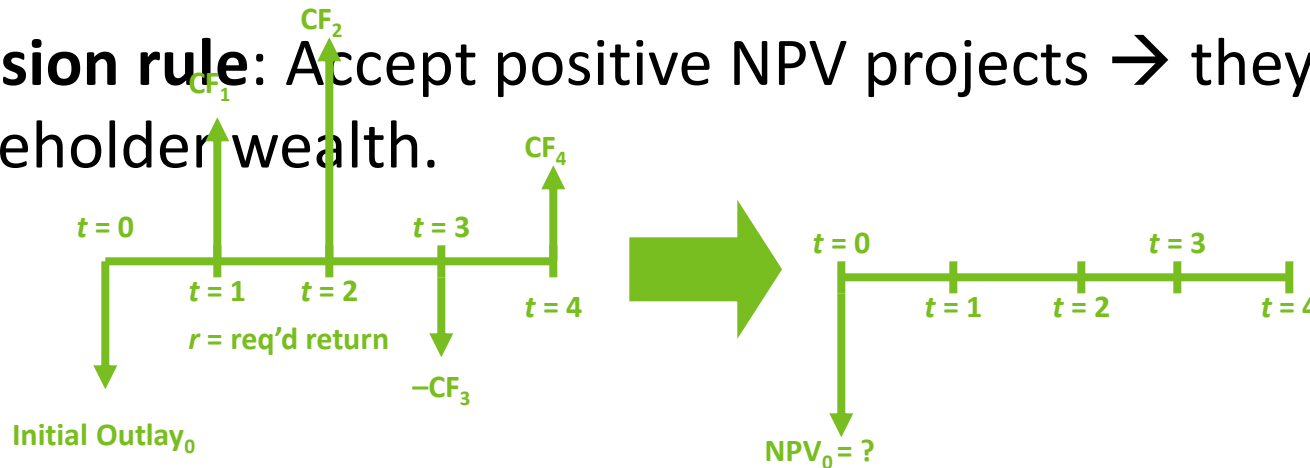 CF₂
sion rule: Accept positive NPV projects → they
CF₁
eholder wealth.
CF₄
t = 0
t = 3
t = 1
t = 2
t = 4
r = req’d return
–CF₃
Initial Outlay₀
t = 0
t = 3
t = 1
t = 2
t = 4
NPV₀ = ?